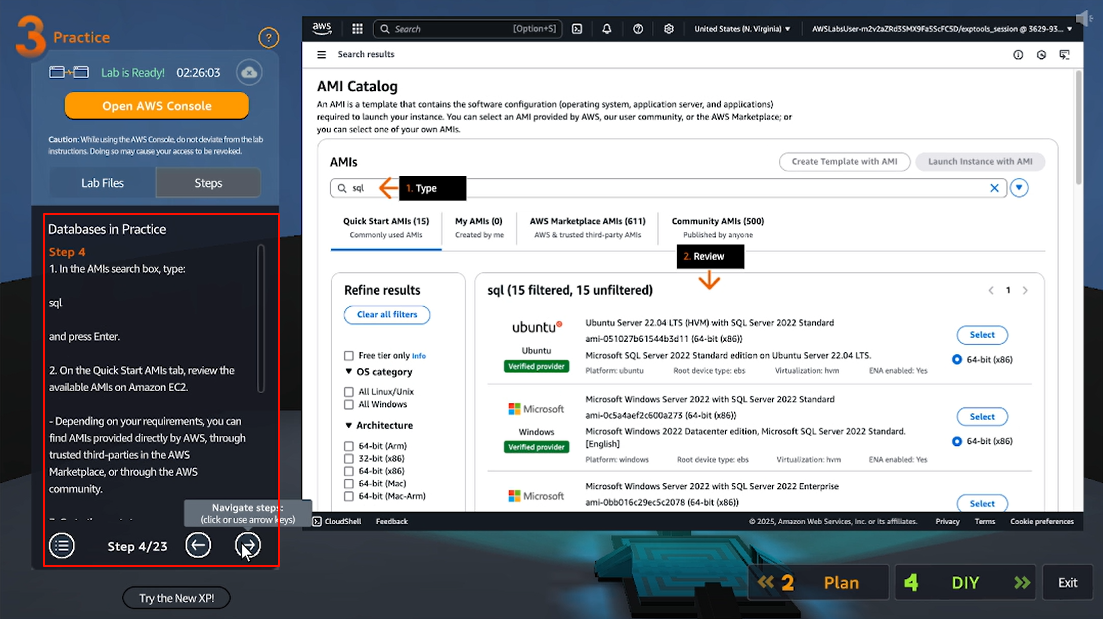 3 Practice
?
Lab is Ready! 02:26:03
Open AWS Console
Caution: While using the AWS Console, do not deviate from the lab
instructions. Doing so may cause your access to be revoked.
Lab Files
Steps
Databases in Practice
Step 4
1. In the AMIs search box, type:
sql
and press Enter.
2. On the Quick Start AMIs tab, review the
available AMIs on Amazon EC2.
- Depending on your requirements, you can
find AMIs provided directly by AWS, through
trusted third-parties in the AWS
Marketplace, or through the AWS
community.
Navigate steps:
(click or use arrow keys)
Step 4/23
Try the New XP!
aws
Search
[Option+S]
United States (N. Virginia)
AWSLabsUser-m2v2aZRd3SMX9Fa5ScFC5D/exptools_session @ 3629-93...
Search results
AMI Catalog
An AMI is a template that contains the software configuration (operating system, application server, and applications)
required to launch your instance. You can select an AMI provided by AWS, our user community, or the AWS Marketplace; or
you can select one of your own AMIs.
AMIs
Create Template with AMI
Launch Instance with AMI
sql
1. Type
Quick Start AMIs (15)
Commonly used AMIs
My AMIs (0)
Created by me
AWS Marketplace AMIs (611)
AWS & trusted third-party AMIs
Community AMIs (500)
Published by anyone
2. Review
Refine results
Clear all filters
Free tier only Info
OS category
All Linux/Unix
All Windows
Architecture
64-bit (Arm)
32-bit (x86)
64-bit (x86)
64-bit (Mac)
64-bit (Mac-Arm)
sql (15 filtered, 15 unfiltered)
1
ubuntu
Ubuntu
Verified provider
Ubuntu Server 22.04 LTS (HVM) with SQL Server 2022 Standard
ami-051027b61544b3d11 (64-bit (x86))
Microsoft SQL Server 2022 Standard edition on Ubuntu Server 22.04 LTS.
Platform: ubuntu Root device type: ebs Virtualization: hvm ENA enabled: Yes
Select
64-bit (x86)
Microsoft
Windows
Verified provider
Microsoft Windows 2022 with SQL Server 2022 Standard
ami-0c5a4aef2c600a273 (64-bit (x86))
Microsoft Windows 2022 Datacenter edition, Microsoft SQL Server 2022 Standard.
[English]
Platform: windows Root device type: ebs Virtualization: hvm ENA enabled: Yes
Select
64-bit (x86)
Microsoft
Microsoft Windows 2022 with SQL Server 2022 Enterprise
ami-0bb016c29ec5c2078 (64-bit (x86))
Select
CloudShell
Feedback
© 2025, Amazon Web Services, Inc. or its affiliates.
Privacy
Terms
Cookie preferences
2 Plan
4 DIY
Exit